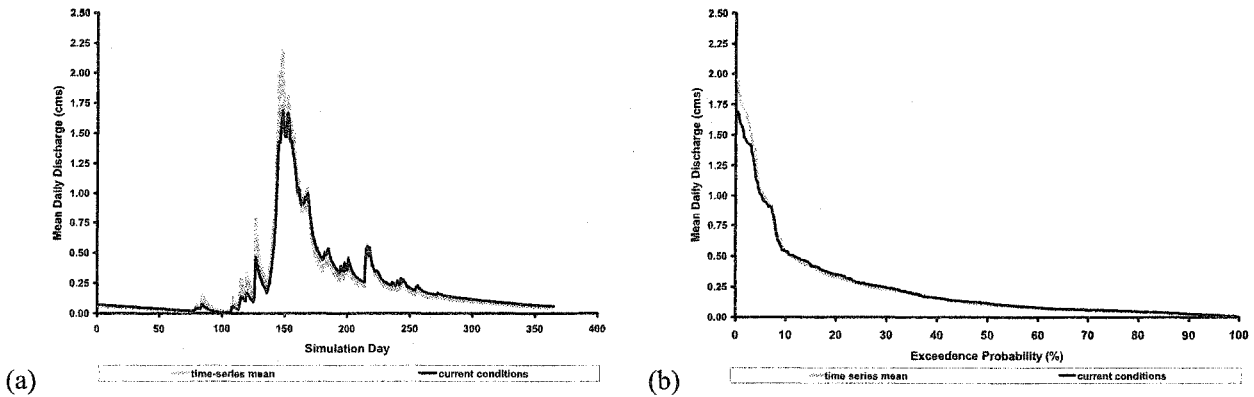 2.50
2.25
2.00
1.75
1.50
1.25
1.00
0.75
0.50
0.25
0.00
Mean Daily Discharge (cms)
0 50 100 150 200 250 300 350 400
Simulation Day
time-series mean current conditions
(a)
2.50
2.25
2.00
1.75
1.50
1.25
1.00
0.75
0.50
0.25
0.00
Mean Daily Discharge (cms)
0 10 20 30 40 50 60 70 80 90 100
Exceedence Probability (%)
time series mean current conditions
(b)